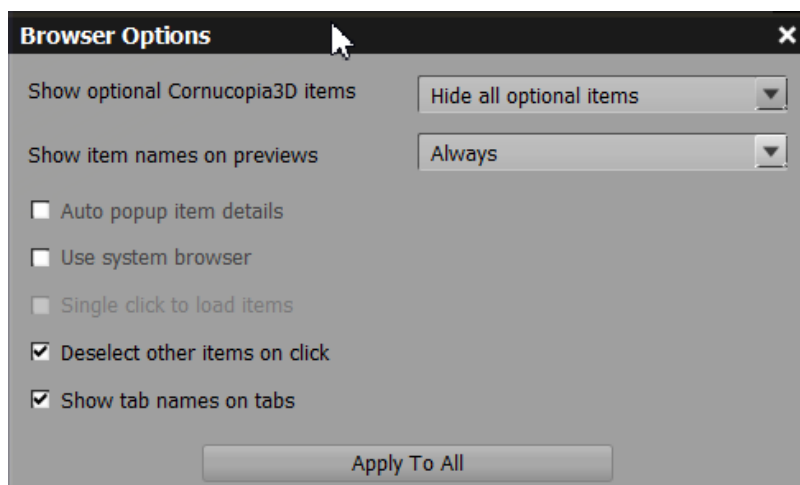 Browser Options
Show optional Cornucopia3D items
Hide all optional items
Show item names on previews
Always
Auto popup item details
Use system browser
Single click to load items
Deselect other items on click
Show tab names on tabs
Apply To All